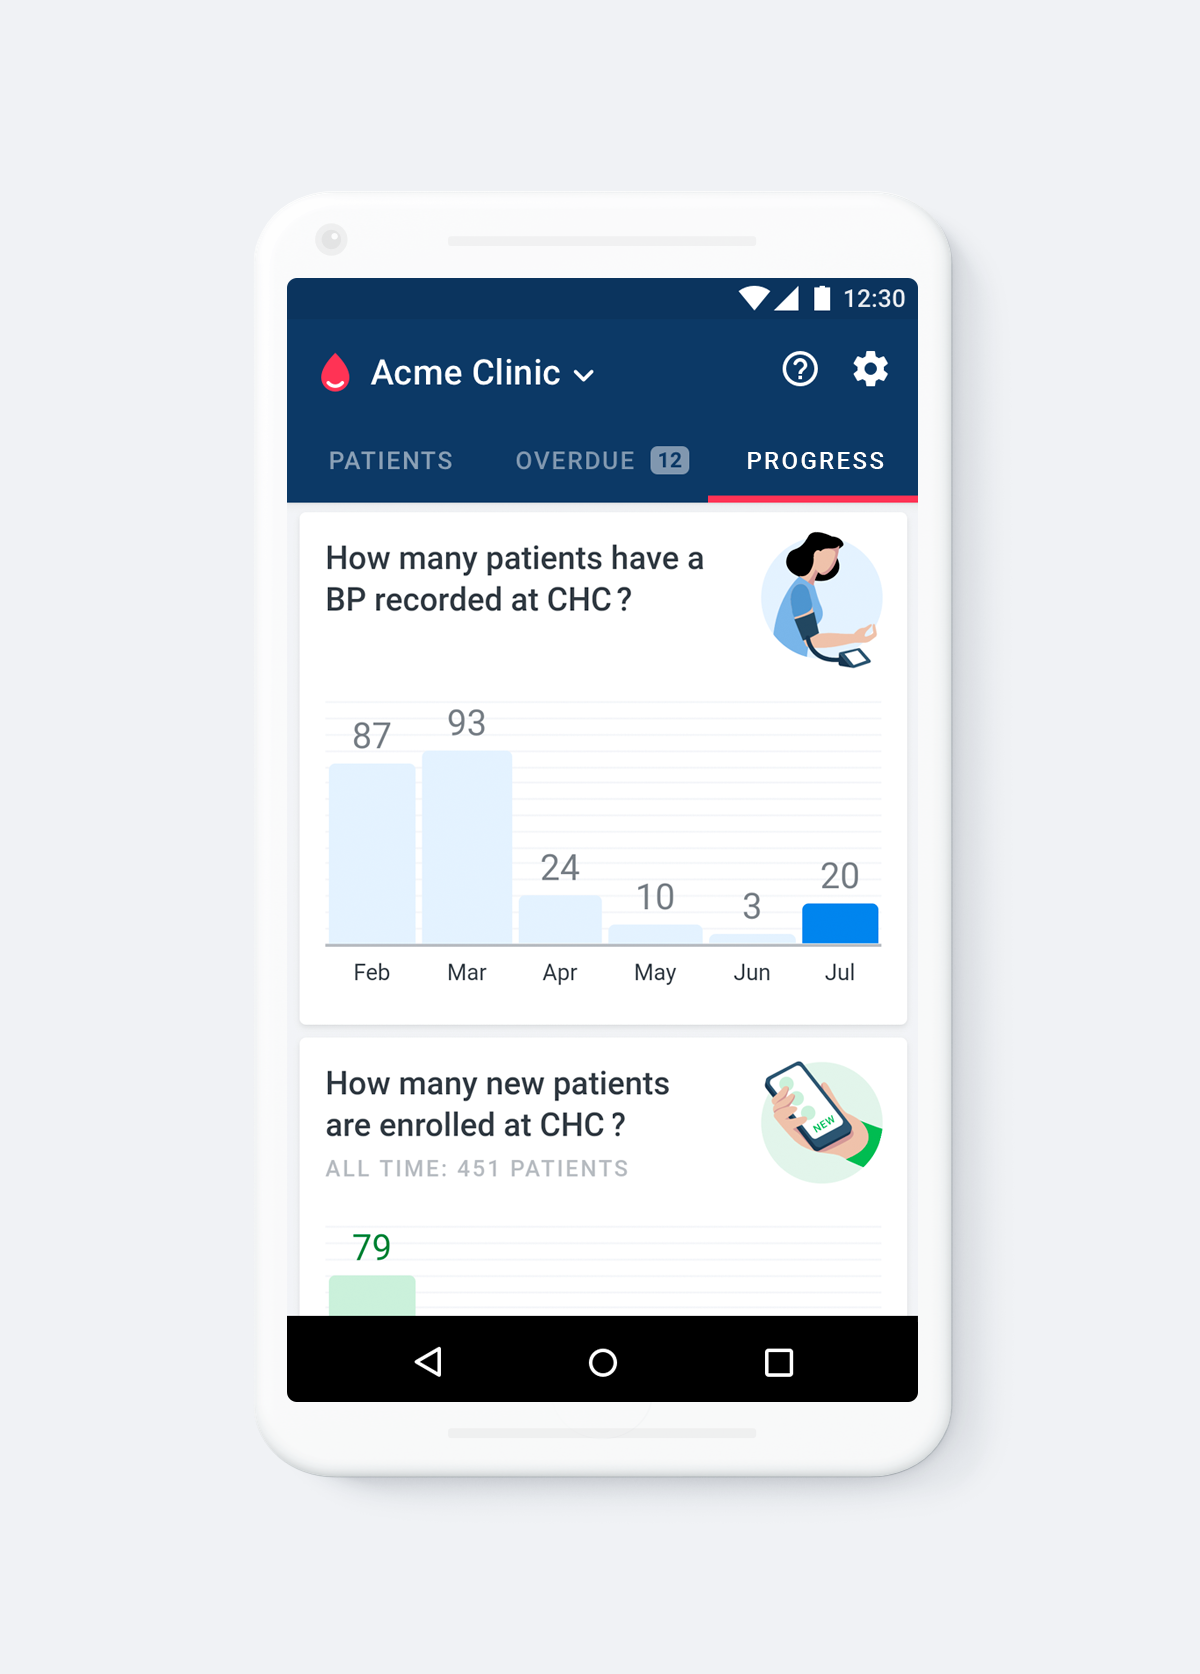 12:30
Acme Clinic
PATIENTS OVERDUE 12 PROGRESS
How many patients have a
BP recorded at CHC ?
87 93 24 10 3 20
Feb Mar Apr May Jun Jul
How many new patients
are enrolled at CHC ?
ALL TIME: 451 PATIENTS
NEW
79